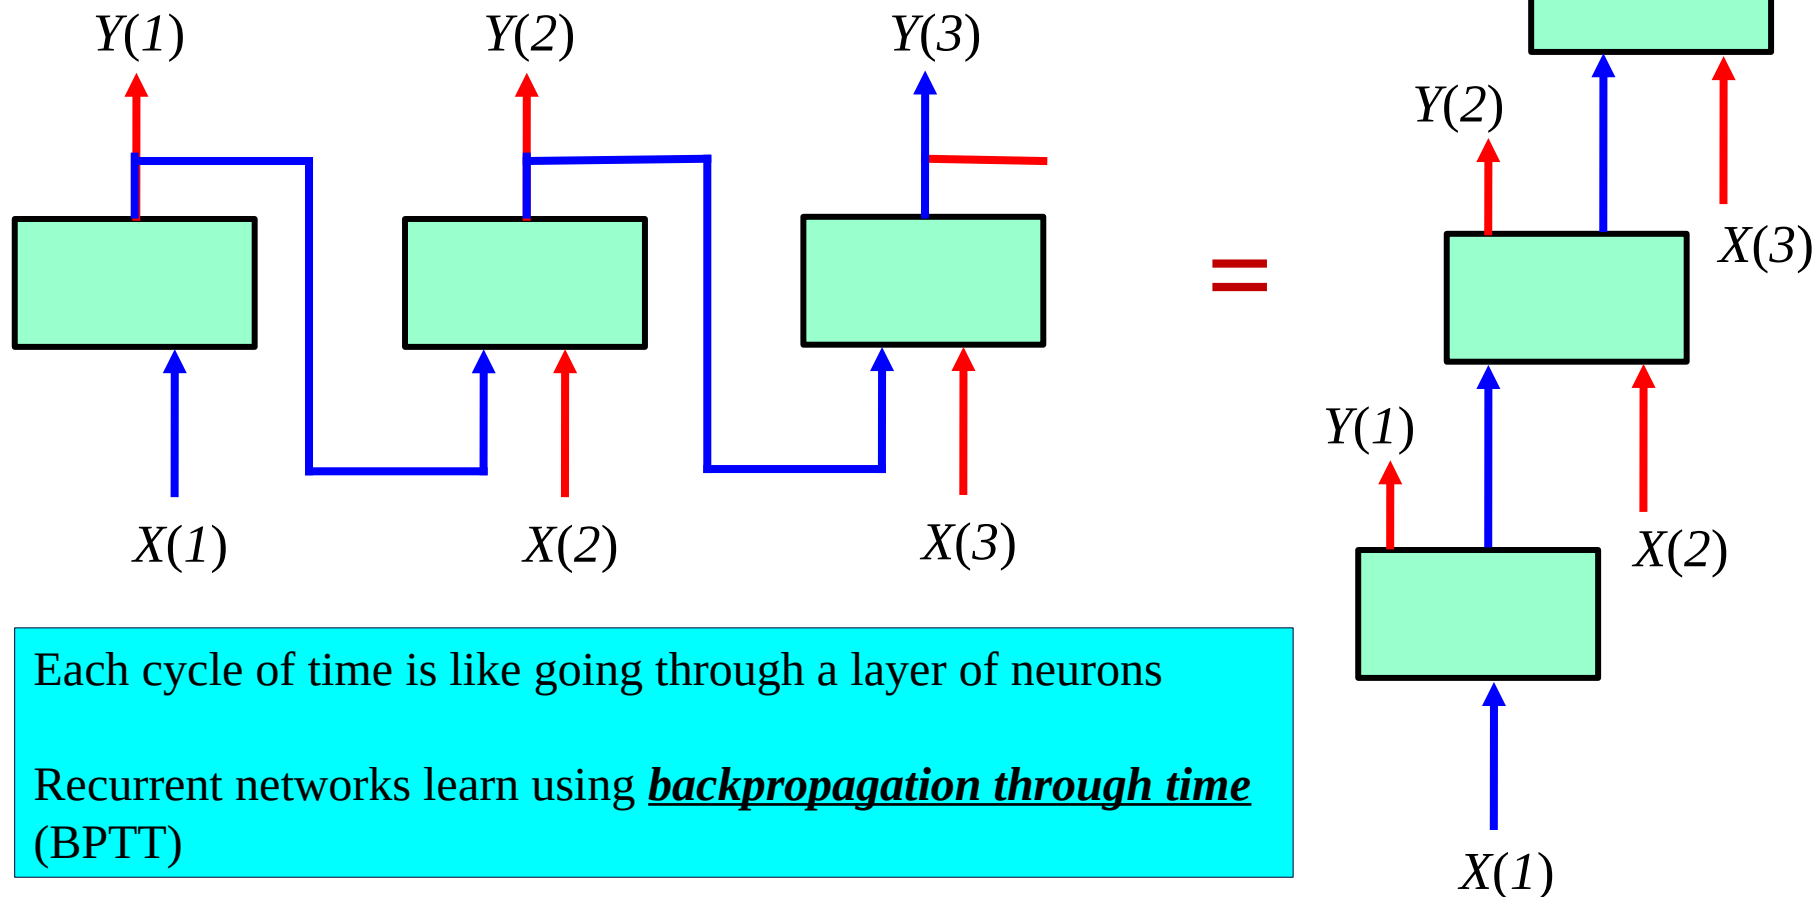 Y(1)
Y(2)
Y(3)
X(1)
X(2)
X(3)
=
Y(2)
X(3)
Y(1)
X(2)
X(1)
Each cycle of time is like going through a layer of neurons
Recurrent networks learn using backpropagation through time
(BPTT)